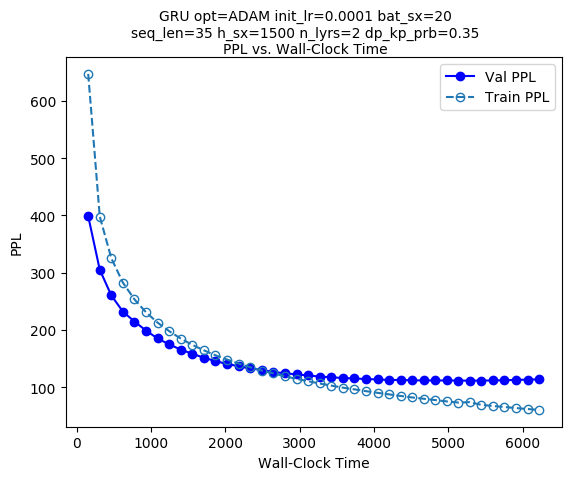 GRU opt=ADAM init_lr=0.0001 bat_sx=20
seq_len=35 h_sx=1500 n_lyrs=2 dp_kp_prb=0.35
PPL vs. Wall-Clock Time
Val PPL
Train PPL
PPL
600
500
400
300
200
100
0 1000 2000 3000 4000 5000 6000
Wall-Clock Time